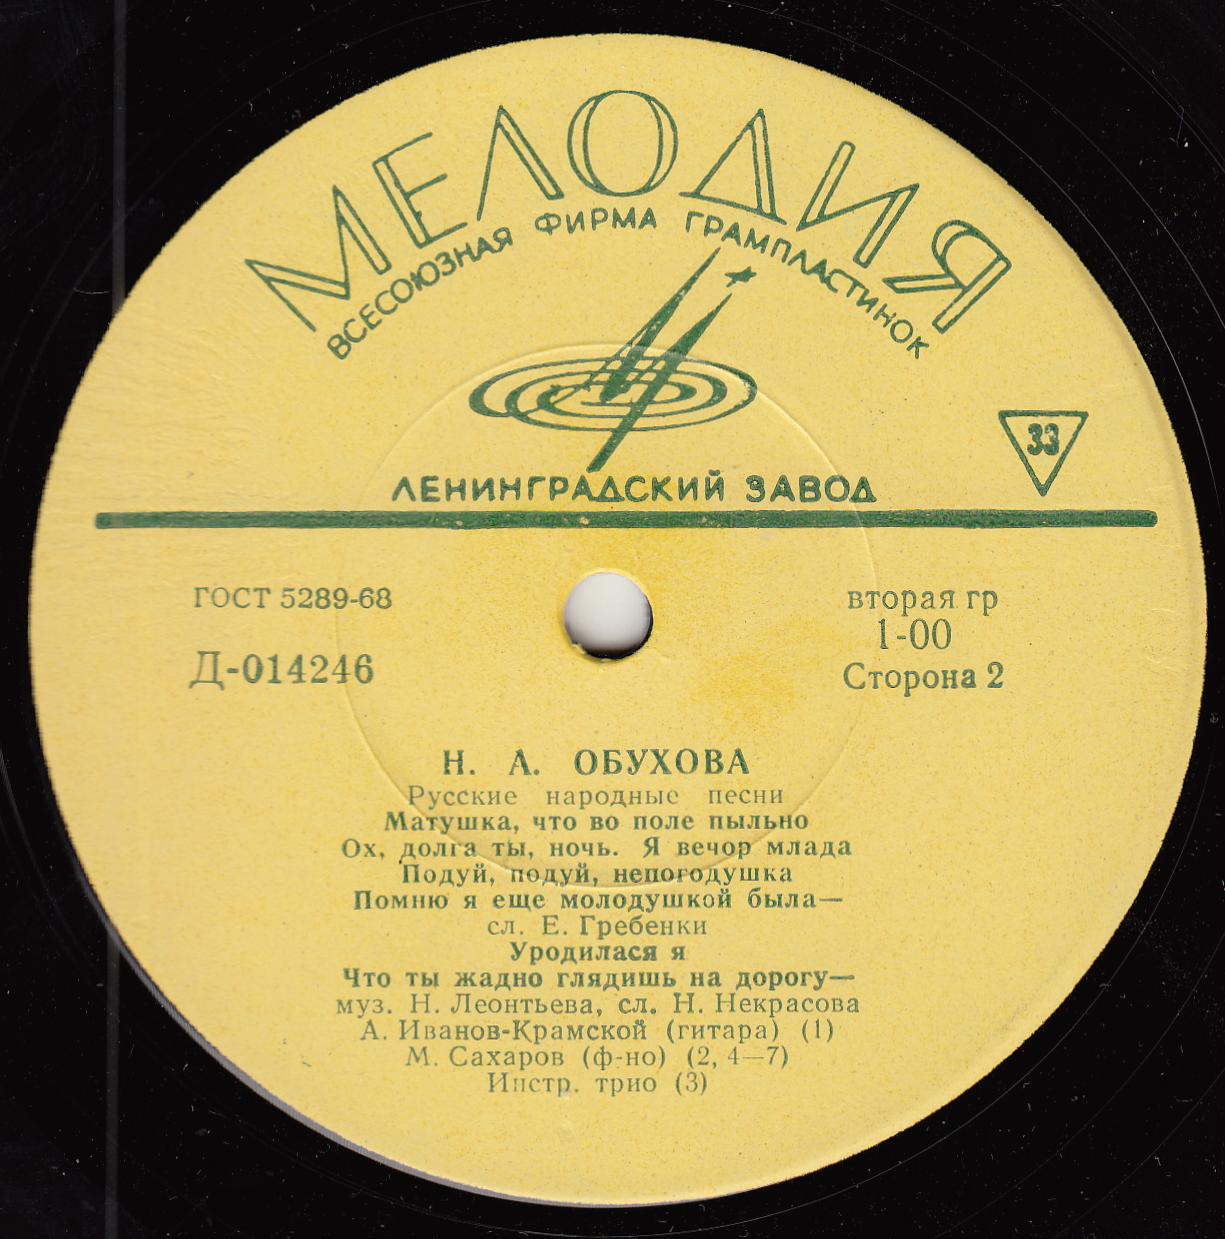 МЕЛОДИЯ
ВСЕСОЮЗНАЯ ФИРМА ГРАМПЛАСТИНОК
33
ЛЕНИНГРАДСКИЙ ЗАВОД
ГОСТ 5289-68
вторая гр
1-00
Д-014246
Сторона 2
Н. А. ОБУХОВА
Русские народные песни
Матушка, что во поле пыльно
Ох, долга ты, ночь. Я вечор млада
Подуй, подуй, непогодушка
Помню я еще молодушкой была—
сл. Е. Гребенки
Уродилася я
Что ты жадно глядишь на дорогу—
муз. Н. Леонтьева, сл. Н. Некрасова
А. Иванов-Крамской (гитара) (1)
М. Сахаров (ф-но) (2, 4—7)
Инстр. трио (3)